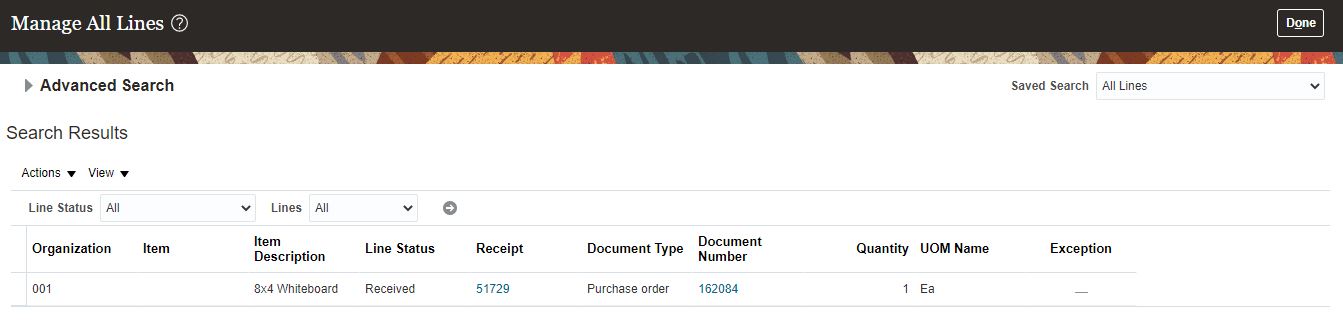 Manage All Lines ?
Done
Advanced Search
Saved Search All Lines
Search Results
Actions View
Line Status All Lines All
Organization Item Item Description Line Status Receipt Document Type Document Number Quantity UOM Name Exception
001 8x4 Whiteboard Received 51729 Purchase order 162084 1 Ea __